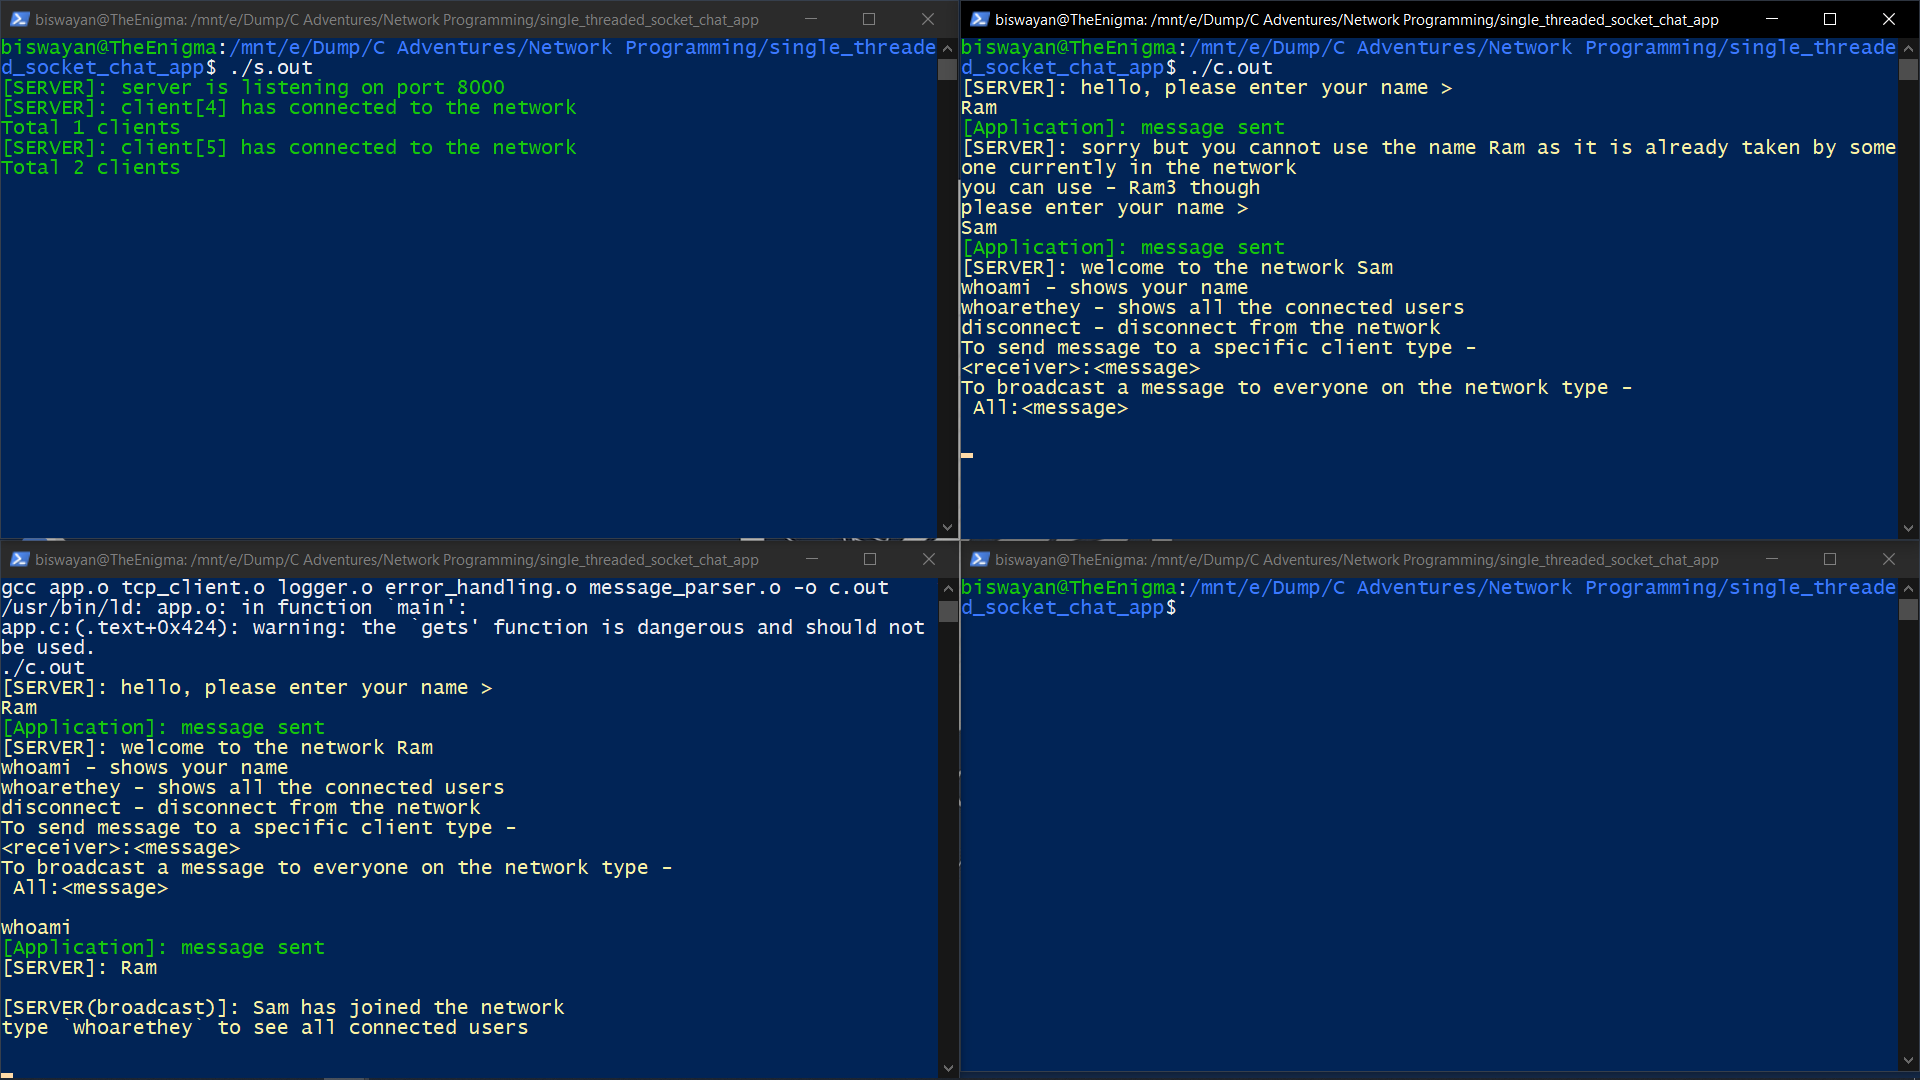 biswayan@TheEnigma: /mnt/e/Dump/C Adventures/Network Programming/single_threaded_socket_chat_app
biswayan@TheEnigma:/mnt/e/Dump/C Adventures/Network Programming/single_threade
d_socket_chat_app$ ./s.out
[SERVER]: server is listening on port 8000
[SERVER]: client[4] has connected to the network
Total 1 clients
[SERVER]: client[5] has connected to the network
Total 2 clients
biswayan@TheEnigma: /mnt/e/Dump/C Adventures/Network Programming/single_threaded_socket_chat_app
biswayan@TheEnigma:/mnt/e/Dump/C Adventures/Network Programming/single_threade
d_socket_chat_app$ ./c.out
[SERVER]: hello, please enter your name >
Ram
[Application]: message sent
[SERVER]: sorry but you cannot use the name Ram as it is already taken by some
one currently in the network
you can use - Ram3 though
please enter your name >
Sam
[Application]: message sent
[SERVER]: welcome to the network Sam
whoami - shows your name
whoarethey - shows all the connected users
disconnect - disconnect from the network
To send message to a specific client type -
<receiver>:<message>
To broadcast a message to everyone on the network type -
All:<message>
biswayan@TheEnigma: /mnt/e/Dump/C Adventures/Network Programming/single_threaded_socket_chat_app
gcc app.o tcp_client.o logger.o error_handling.o message_parser.o -o c.out
/usr/bin/ld: app.o: in function `main':
app.c:(.text+0x424): warning: the `gets' function is dangerous and should not
be used.
./c.out
[SERVER]: hello, please enter your name >
Ram
[Application]: message sent
[SERVER]: welcome to the network Ram
whoami - shows your name
whoarethey - shows all the connected users
disconnect - disconnect from the network
To send message to a specific client type -
<receiver>:<message>
To broadcast a message to everyone on the network type -
All:<message>
whoami
[Application]: message sent
[SERVER]: Ram
[SERVER(broadcast)]: Sam has joined the network
type `whoarethey` to see all connected users
biswayan@TheEnigma: /mnt/e/Dump/C Adventures/Network Programming/single_threaded_socket_chat_app
biswayan@TheEnigma:/mnt/e/Dump/C Adventures/Network Programming/single_threade
d_socket_chat_app$